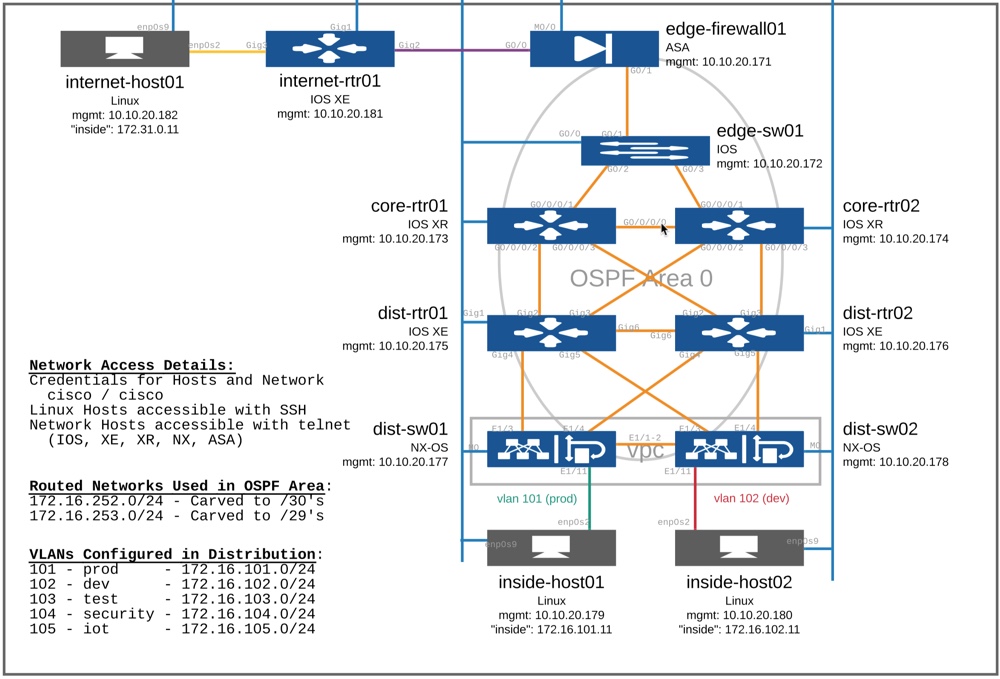 enp0s9
Gig1
M0/0
enp0s2
Gig3
Gig2
G0/0
edge-firewall01
ASA
mgmt: 10.10.20.171
G0/1
internet-host01
Linux
mgmt: 10.10.20.182
"inside": 172.31.0.11
internet-rtr01
IOS XE
mgmt: 10.10.20.181
G0/0
G0/1
edge-sw01
IOS
mgmt: 10.10.20.172
G0/2
G0/3
core-rtr01
IOS XR
mgmt: 10.10.20.173
G0/0/0/1
G0/0/0/1
G0/0/0/0
G0/0/0/2
G0/0/0/3
G0/0/0/2
G0/0/0/3
core-rtr02
IOS XR
mgmt: 10.10.20.174
OSPF Area 0
dist-rtr01
IOS XE
mgmt: 10.10.20.175
Gig1
Gig2
Gig3
Gig2
Gig3
Gig6
Gig6
Gig1
Gig4
Gig5
Gig4
Gig5
dist-rtr02
IOS XE
mgmt: 10.10.20.176
Network Access Details:
Credentials for Hosts and Network
cisco / cisco
Linux Hosts accessible with SSH
Network Hosts accessible with telnet
(IOS, XE, XR, NX, ASA)
dist-sw01
NX-OS
mgmt: 10.10.20.177
M0
E1/3
E1/4
E1/1-2
vpc
E1/3
E1/4
M0
E1/11
E1/11
dist-sw02
NX-OS
mgmt: 10.10.20.178
Routed Networks Used in OSPF Area:
172.16.252.0/24 - Carved to /30's
172.16.253.0/24 - Carved to /29's
vlan 101 (prod)
vlan 102 (dev)
enp0s2
enp0s2
enp0s9
enp0s9
VLANs Configured in Distribution:
101 - prod - 172.16.101.0/24
102 - dev - 172.16.102.0/24
103 - test - 172.16.103.0/24
104 - security - 172.16.104.0/24
105 - iot - 172.16.105.0/24
inside-host01
Linux
mgmt: 10.10.20.179
"inside": 172.16.101.11
inside-host02
Linux
mgmt: 10.10.20.180
"inside": 172.16.102.11